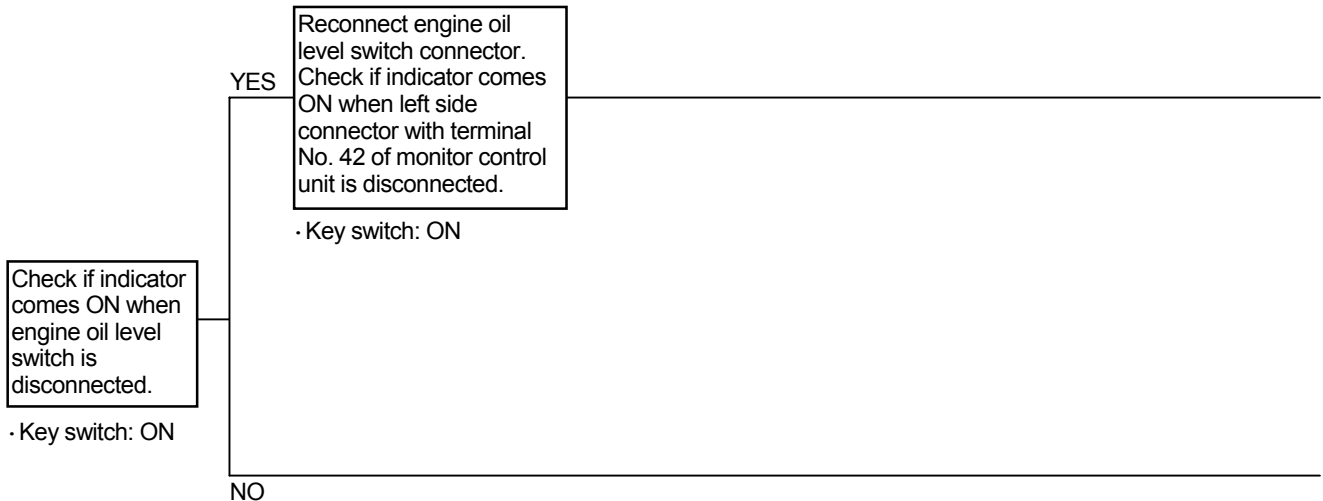 Reconnect engine oil
level switch connector.
Check if indicator comes
ON when left side
connector with terminal
No. 42 of monitor control
unit is disconnected.
YES
· Key switch: ON
Check if indicator
comes ON when
engine oil level
switch is
disconnected.
· Key switch: ON
NO